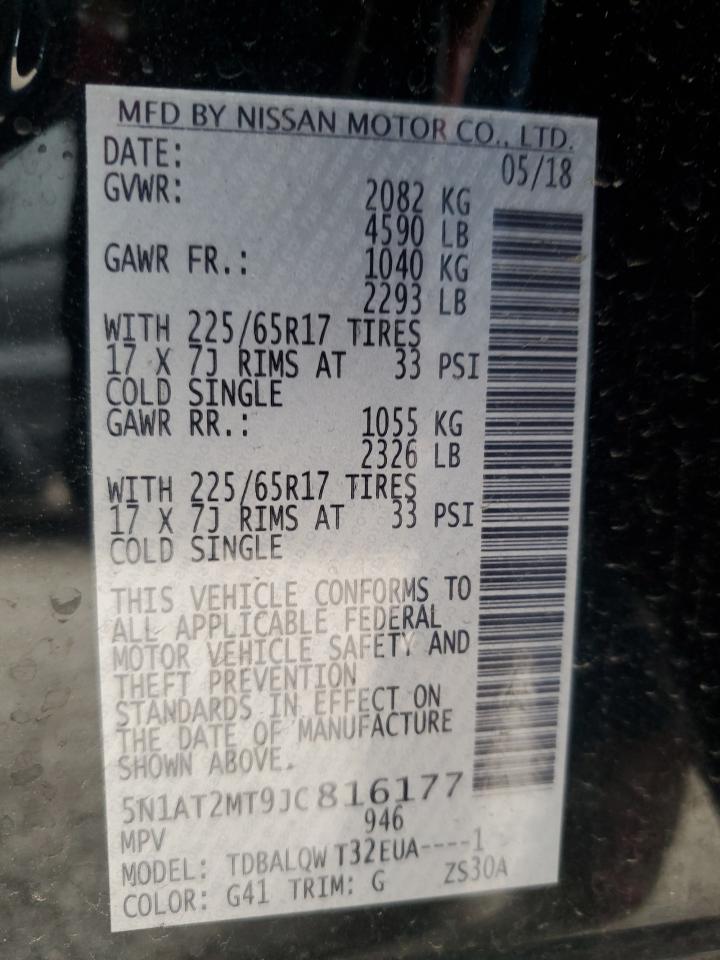 MFD BY NISSAN MOTOR CO., LTD.
DATE: 05/18
GVWR: 2082 KG
4590 LB
GAWR FR.: 1040 KG
2293 LB
WITH 225/65R17 TIRES
17 X 7J RIMS AT 33 PSI
COLD SINGLE
GAWR RR.: 1055 KG
2326 LB
WITH 225/65R17 TIRES
17 X 7J RIMS AT 33 PSI
COLD SINGLE
THIS VEHICLE CONFORMS TO
ALL APPLICABLE FEDERAL
MOTOR VEHICLE SAFETY AND
THEFT PREVENTION
STANDARDS IN EFFECT ON
THE DATE OF MANUFACTURE
SHOWN ABOVE.
5N1AT2MT9JC816177
MPV 946
MODEL: TDBALQWT32EUA----1
COLOR: G41 TRIM: G ZS30A